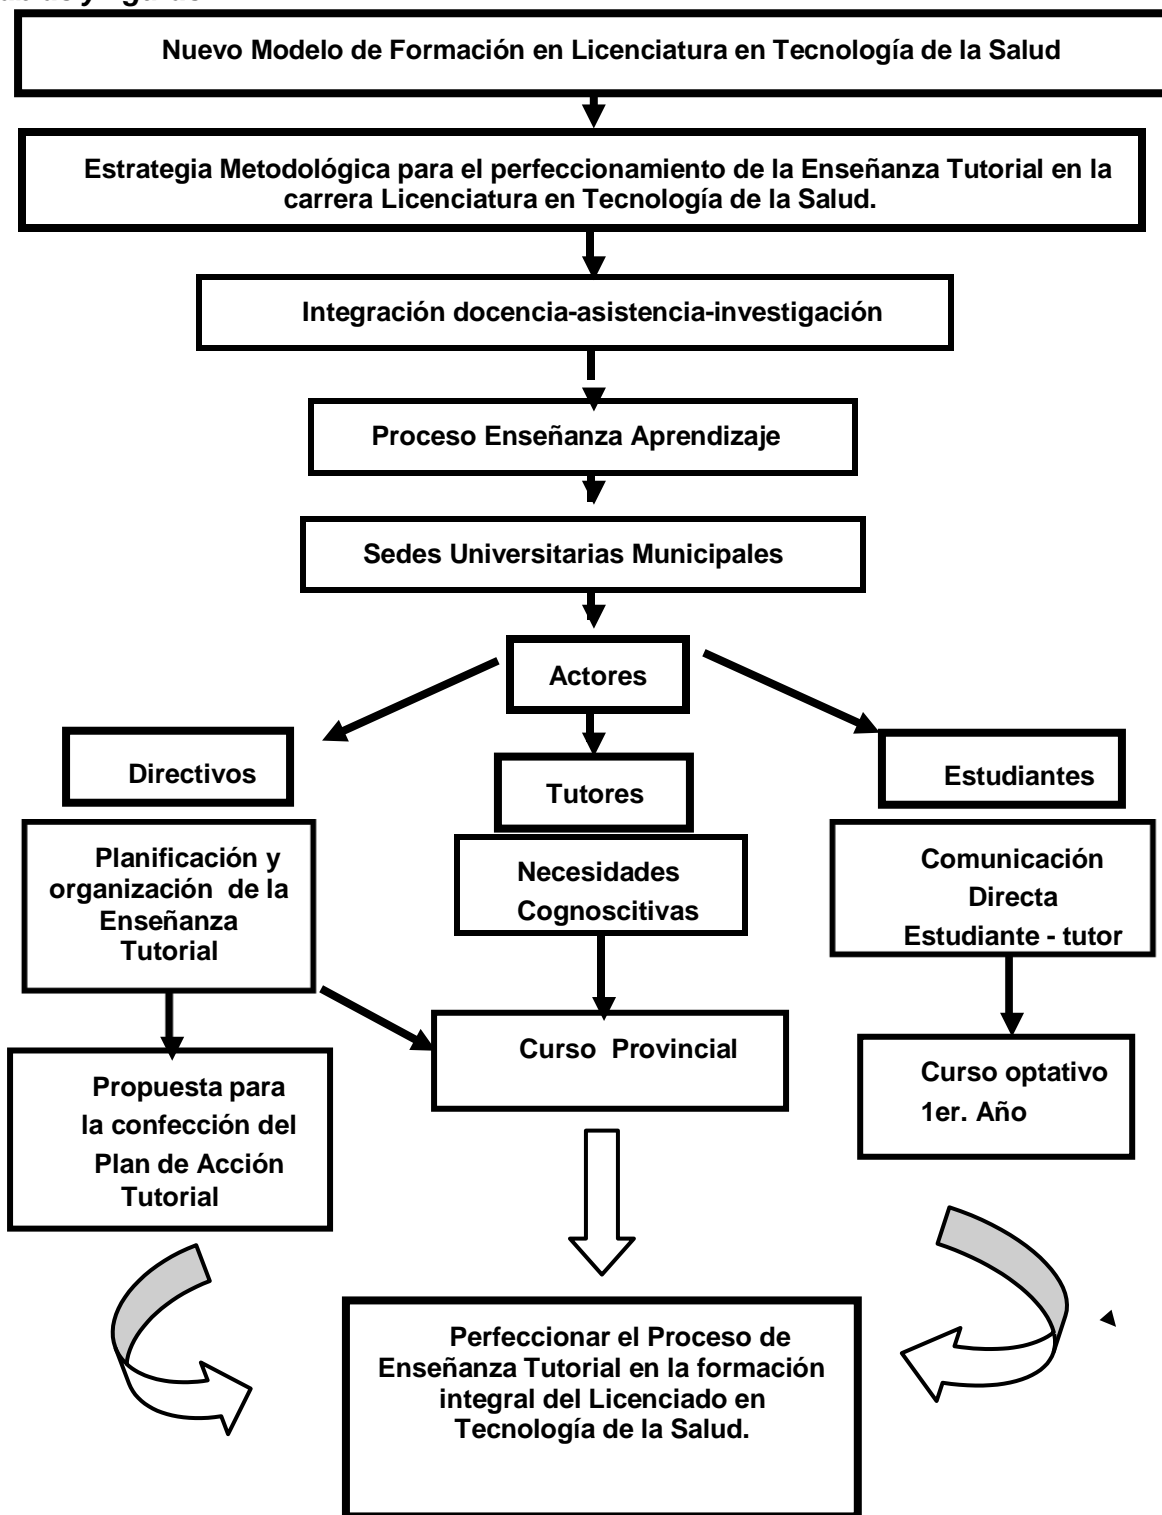 Nuevo Modelo de Formación en Licenciatura en Tecnología de la Salud
Estrategia Metodológica para el perfeccionamiento de la Enseñanza Tutorial en la
carrera Licenciatura en Tecnología de la Salud.
Integración docencia-asistencia-investigación
Proceso Enseñanza Aprendizaje
Sedes Universitarias Municipales
Actores
Directivos
Tutores
Estudiantes
Planificación y
organización de la
Enseñanza
Tutorial
Necesidades
Cognoscitivas
Comunicación
Directa
Estudiante - tutor
Propuesta para
la confección del
Plan de Acción
Tutorial
Curso Provincial
Curso optativo
1er. Año
Perfeccionar el Proceso de
Enseñanza Tutorial en la formación
integral del Licenciado en
Tecnología de la Salud.